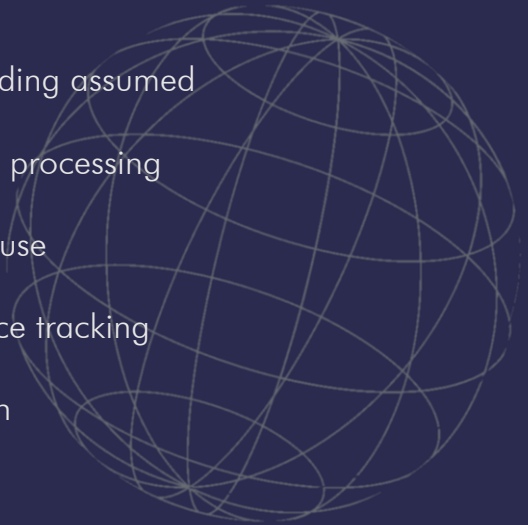 ding assumed
processing
use
ce tracking
n